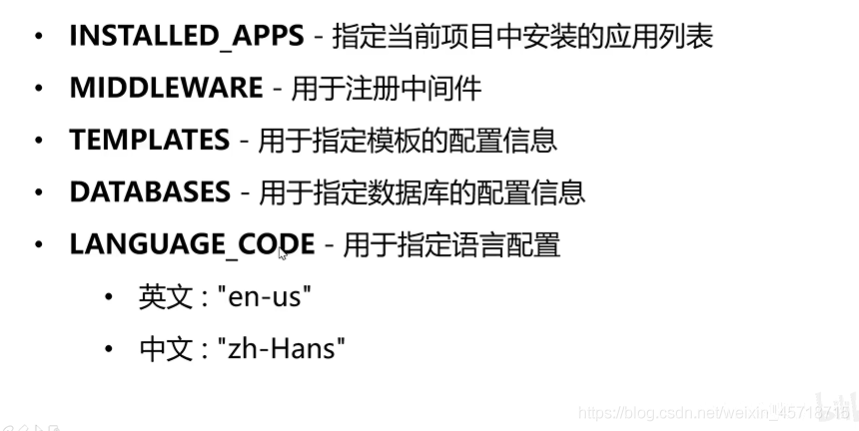 • INSTALLED_APPS - 指定当前项目中安装的应用列表
• MIDDLEWARE - 用于注册中间件
• TEMPLATES - 用于指定模板的配置信息
• DATABASES - 用于指定数据库的配置信息
• LANGUAGE_CODE - 用于指定语言配置
• 英文 : "en-us"
• 中文 : "zh-Hans"
https://blog.csdn.net/weixin_45718715